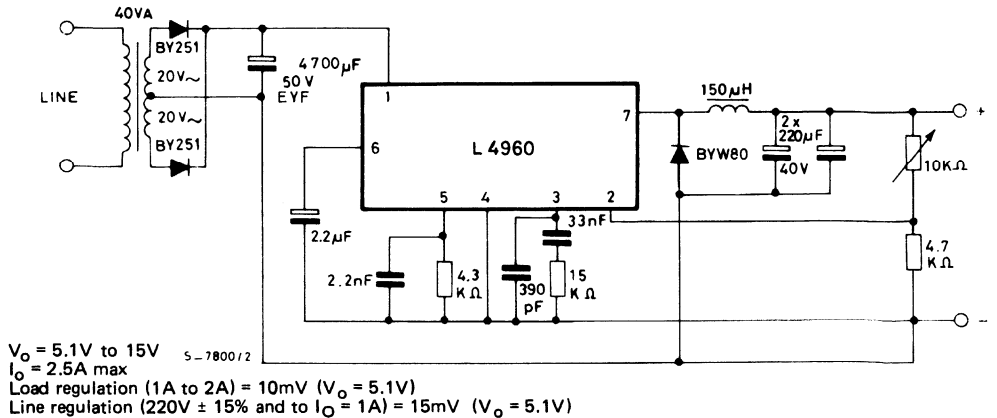 40VA
BY251
20V~
LINE
20V~
BY251
4700µF
50V
EYF
1
L 4960
7
6
5
4
3
2
150µH
2 x
220µF
40V
BYW80
+
10KΩ
2.2µF
2.2nF
4.3
KΩ
390
pF
33nF
15
KΩ
4.7
KΩ
–
S-7800/2
Vo = 5.1V to 15V
Io = 2.5A max
Load regulation (1A to 2A) = 10mV (Vo = 5.1V)
Line regulation (220V ± 15% and to Io = 1A) = 15mV (Vo = 5.1V)